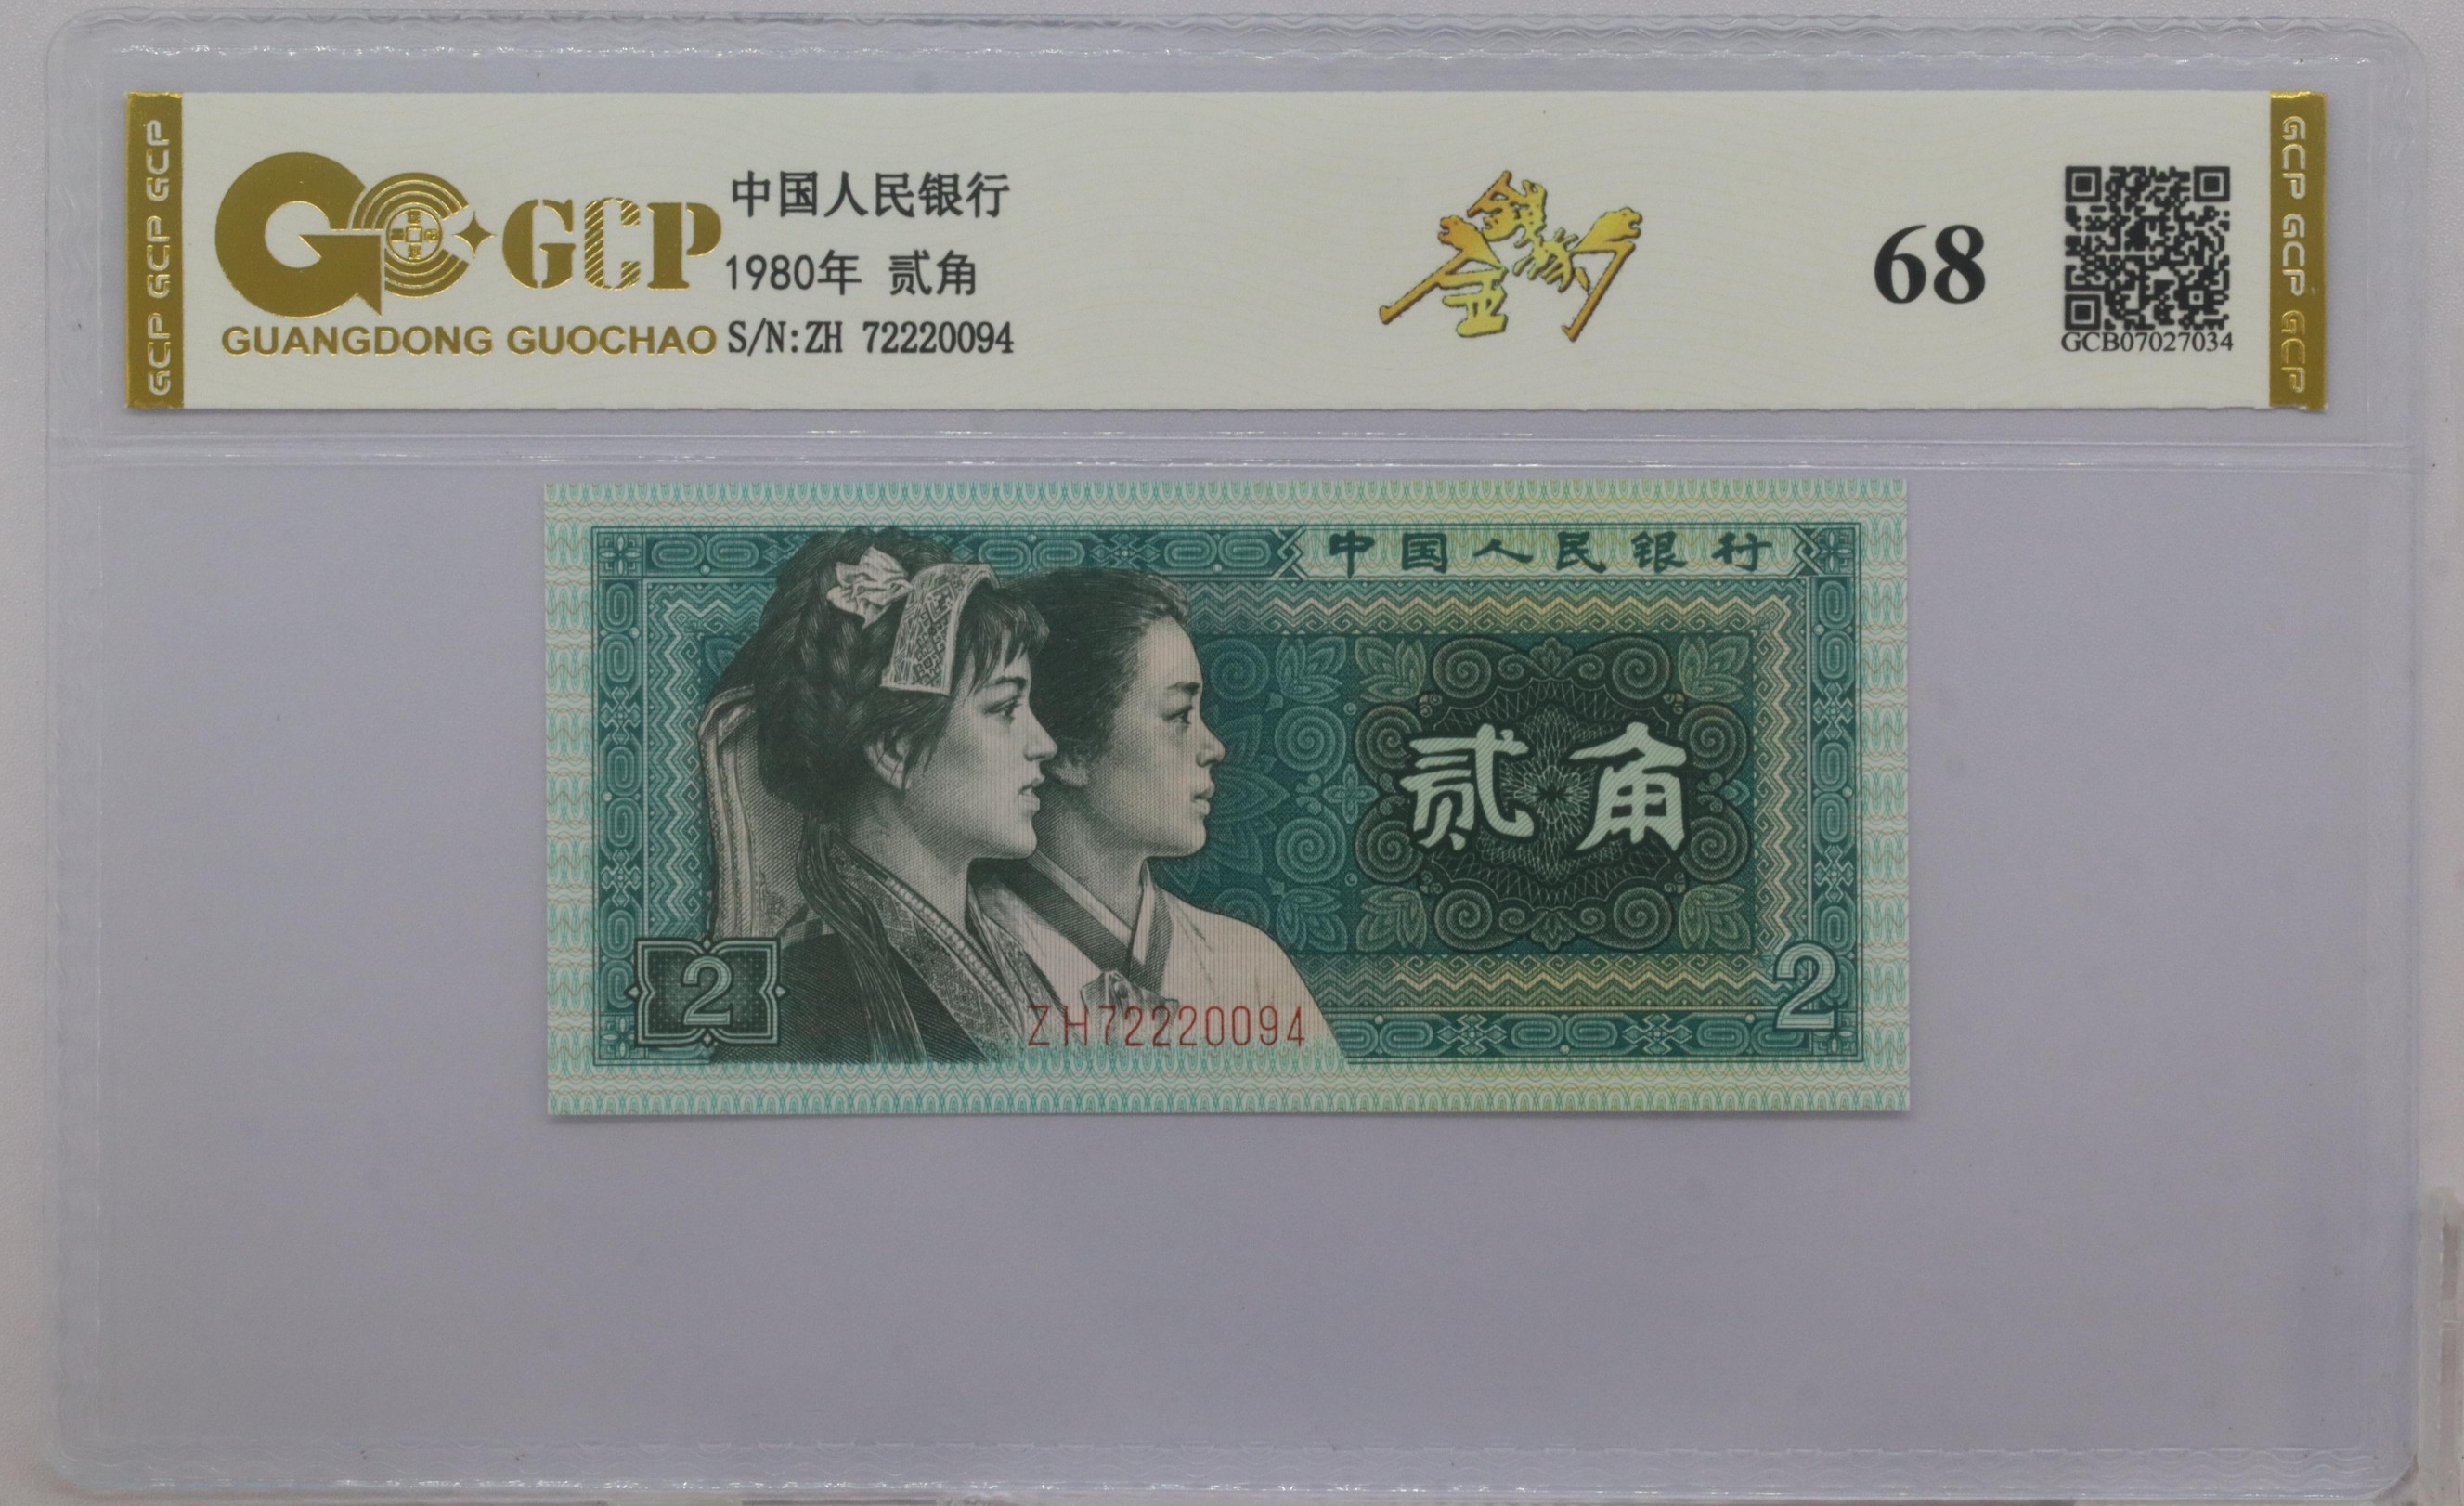 GCP GCP GCP
GCP
中国人民银行
1980年 贰角
GUANGDONG GUOCHAO
S/N:ZH 72220094
68
GCB07027034
GCP GCP GCP
中国人民银行
贰角
2
ZH72220094
2